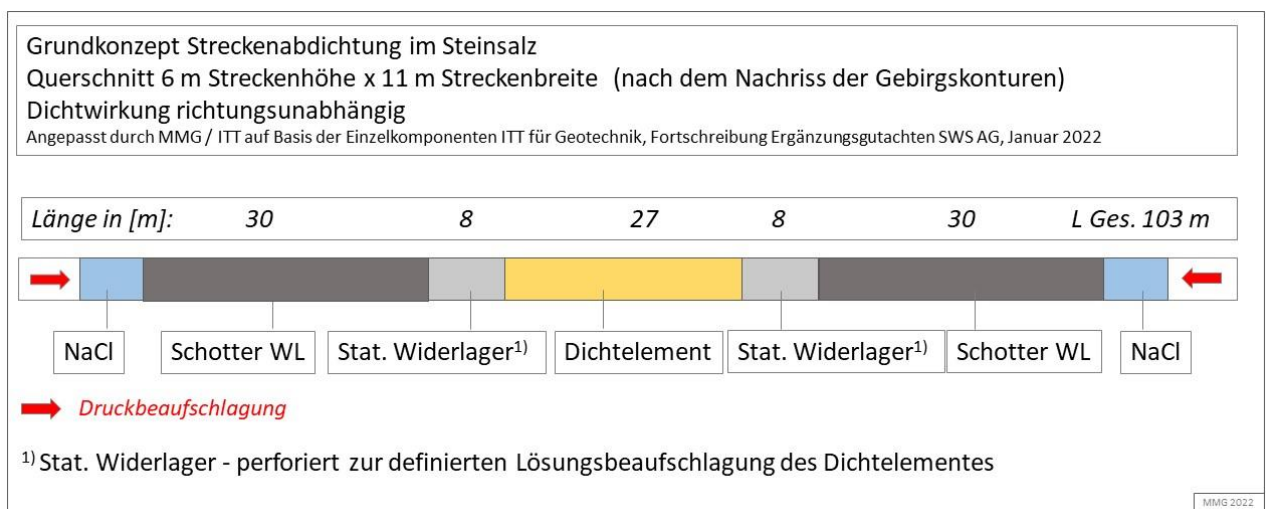 Grundkonzept Streckenabdichtung im Steinsalz
Querschnitt 6 m Streckenhöhe x 11 m Streckenbreite (nach dem Nachriss der Gebirgskonturen)
Dichtwirkung richtungsunabhängig
Angepasst durch MMG / ITT auf Basis der Einzelkomponenten ITT für Geotechnik, Fortschreibung Ergänzungsgutachten SWS AG, Januar 2022
Länge in [m]: 30 8 27 8 30 L Ges. 103 m
NaCl Schotter WL Stat. Widerlager1) Dichtelement Stat. Widerlager1) Schotter WL NaCl
Druckbeaufschlagung
1) Stat. Widerlager - perforiert zur definierten Lösungsbeaufschlagung des Dichtelementes
MMG 2022